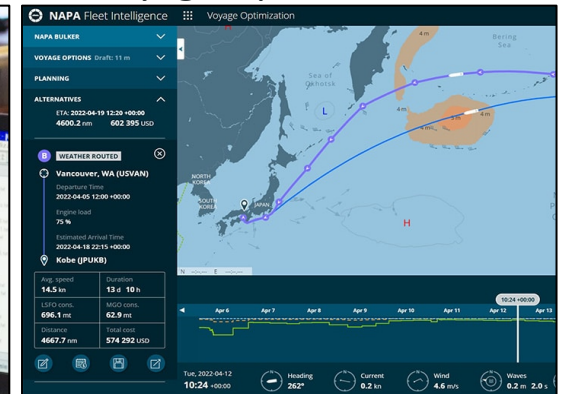 NAPA Fleet Intelligence Voyage Optimization
NAPA BULKER
VOYAGE OPTIONS Draft: 11 m
PLANNING
ALTERNATIVES
ETA: 2022-04-19 12:20 +00:00
4600.2 nm 602 395 USD
B WEATHER ROUTED
Vancouver, WA (USVAN)
Departure Time
2022-04-05 12:00 +00:00
Engine load
75 %
Estimated Arrival Time
2022-04-18 22:15 +00:00
Kobe (JPUKB)
Avg. speed Duration
14.5 kn 13 d 10 h
LSFO cons. MGO cons.
696.1 mt 62.9 mt
Distance Total cost
4667.7 nm 574 292 USD
H
4 m
4 m
Bering
Sea
Sea of
Okhotsk
L
4 m
4 m
5 m
4 m
NORTH
KOREA
SOUTH
KOREA
JAPAN
H
P
N --°--.-- E --°--.--
10:24 +00:00
Apr 6 Apr 7 Apr 8 Apr 9 Apr 10 Apr 11 Apr 12 Apr 13
Tue, 2022-04-12
10:24 +00:00
Heading
262°
Current
0.2 kn
Wind
4.6 m/s
Waves
0.2 m 2.0 s